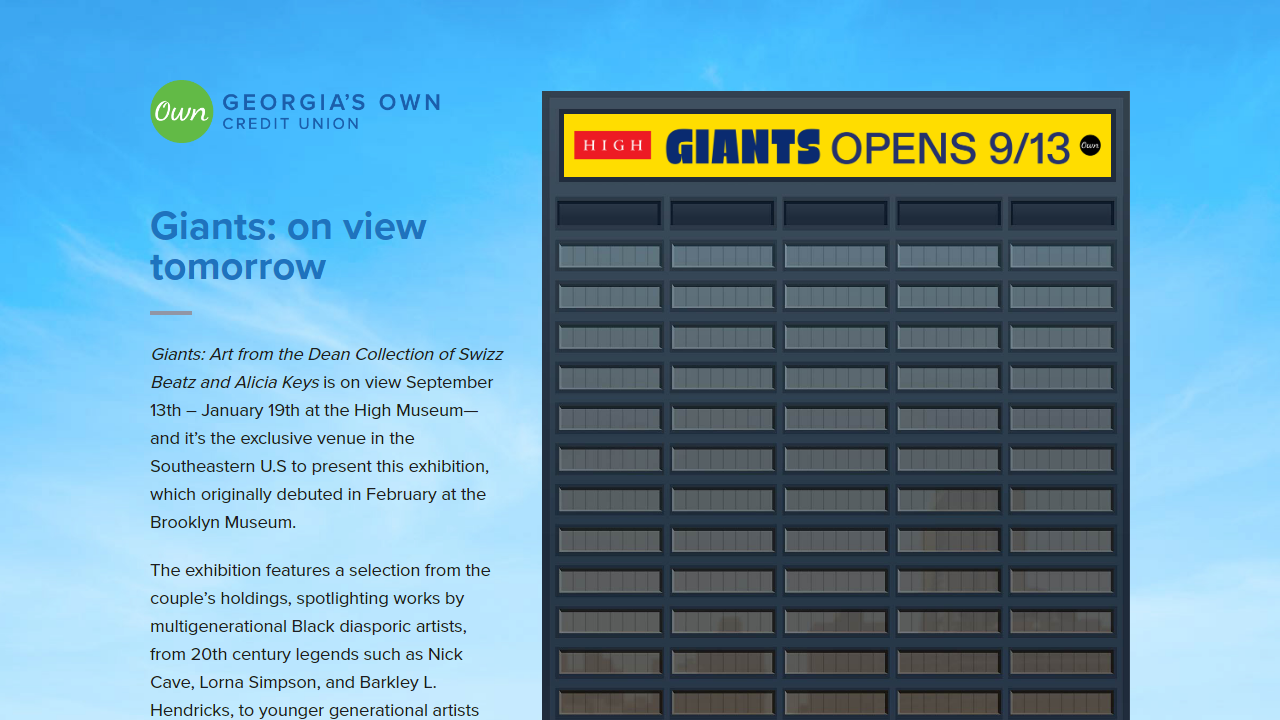 Own
GEORGIA'S OWN
CREDIT UNION
HIGH GIANTS OPENS 9/13 Own
Giants: on view
tomorrow
Giants: Art from the Dean Collection of Swizz
Beatz and Alicia Keys is on view September
13th – January 19th at the High Museum—
and it's the exclusive venue in the
Southeastern U.S to present this exhibition,
which originally debuted in February at the
Brooklyn Museum.
The exhibition features a selection from the
couple's holdings, spotlighting works by
multigenerational Black diasporic artists,
from 20th century legends such as Nick
Cave, Lorna Simpson, and Barkley L.
Hendricks, to younger generational artists